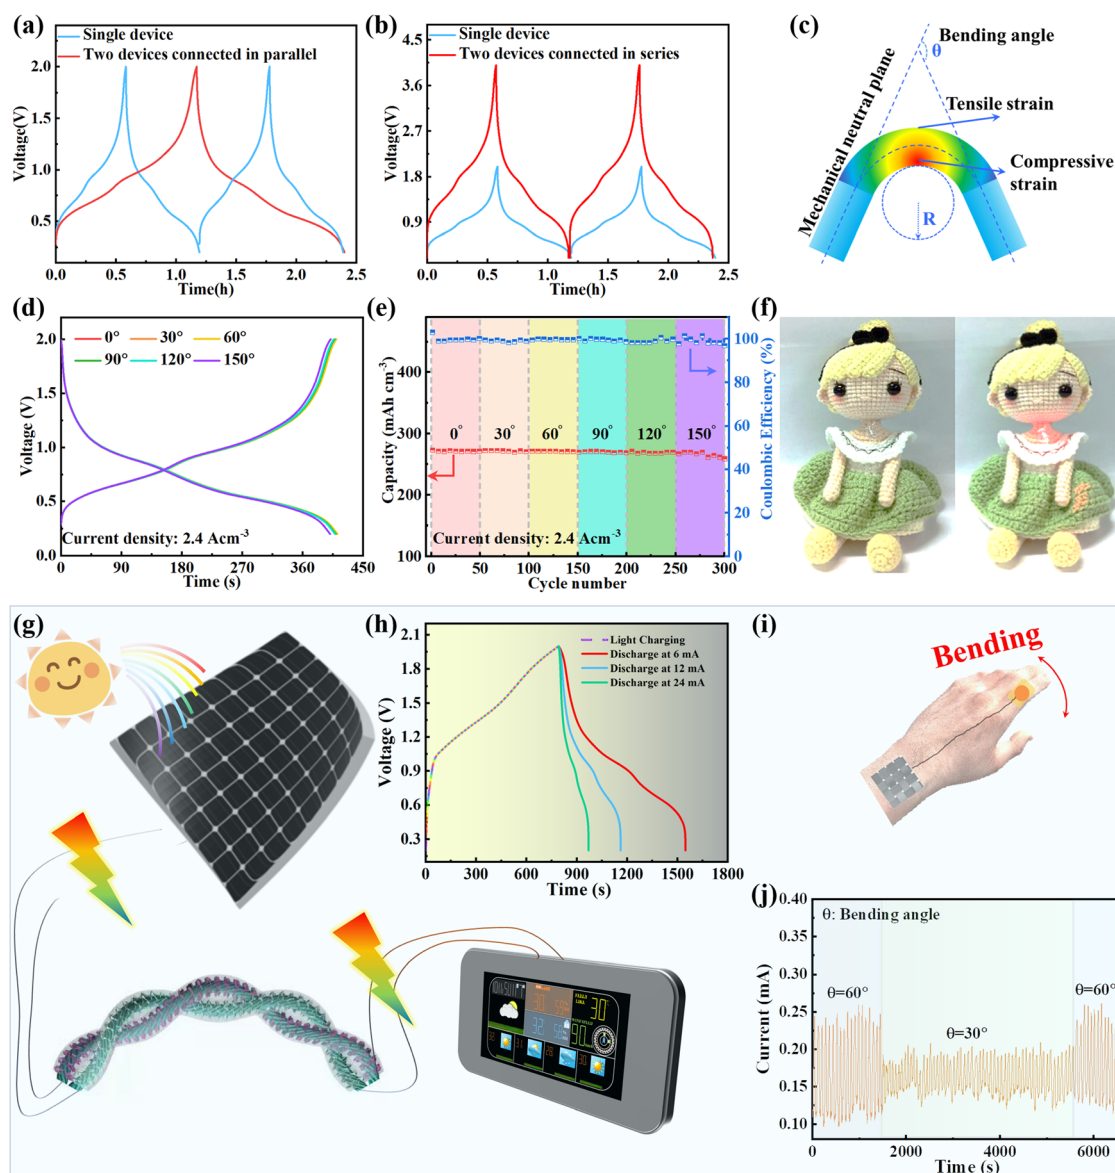 (a)
Single device
Two devices connected in parallel
Voltage(V)
2.0
1.5
1.0
0.5
0.0 0.5 1.0 1.5 2.0 2.5
Time(h)
(b)
Single device
Two devices connected in series
Voltage(V)
4.5
3.6
2.7
1.8
0.9
0.0 0.5 1.0 1.5 2.0 2.5
Time(h)
(c)
Bending angle
θ
Mechanical neutral plane
Tensile strain
Compressive
strain
R
(d)
0° 30° 60°
90° 120° 150°
Voltage (V)
2.0
1.5
1.0
0.5
0.0
Current density: 2.4 Acm⁻³
0 90 180 270 360 450
Time (s)
(e)
Capacity (mAh cm⁻³)
450
360
270
180
100
0° 30° 60° 90° 120° 150°
Current density: 2.4 Acm⁻³
0 50 100 150 200 250 300
Cycle number
Coulombic Efficiency (%)
100
80
60
40
20
0
(f)
(g)
(h)
Light Charging
Discharge at 6 mA
Discharge at 12 mA
Discharge at 24 mA
Voltage (V)
2.1
1.8
1.5
1.2
0.9
0.6
0.3
0 300 600 900 1200 1500 1800
Time (s)
(i)
Bending
(j)
θ: Bending angle
Current (mA)
0.40
0.35
0.30
0.25
0.20
0.15
0.10
θ=60°
θ=30°
θ=60°
0 2000 4000 6000
Time (s)
30°
32
90